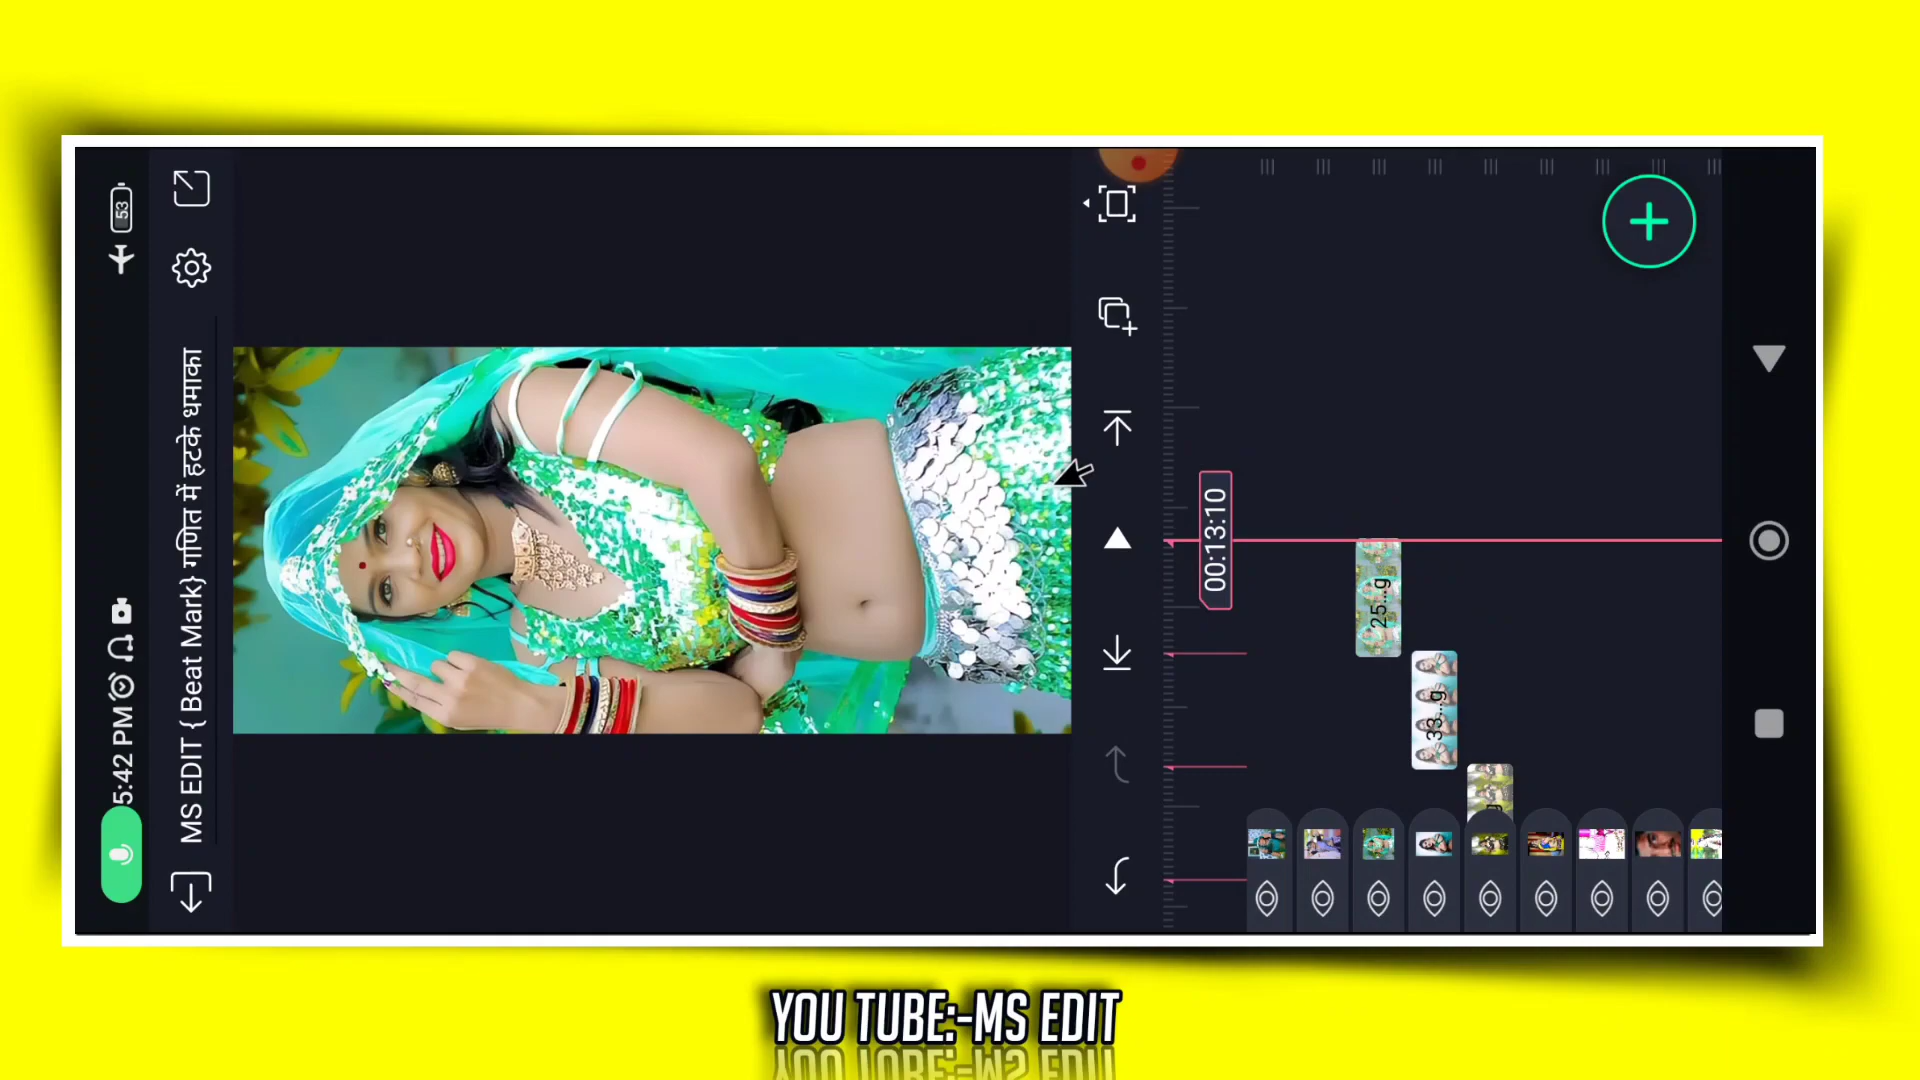 53
5:42 PM
MS EDIT { Beat Mark} गणित में हटके धमाका
00:13:10
25...g
33...g
YOU TUBE:-MS EDIT